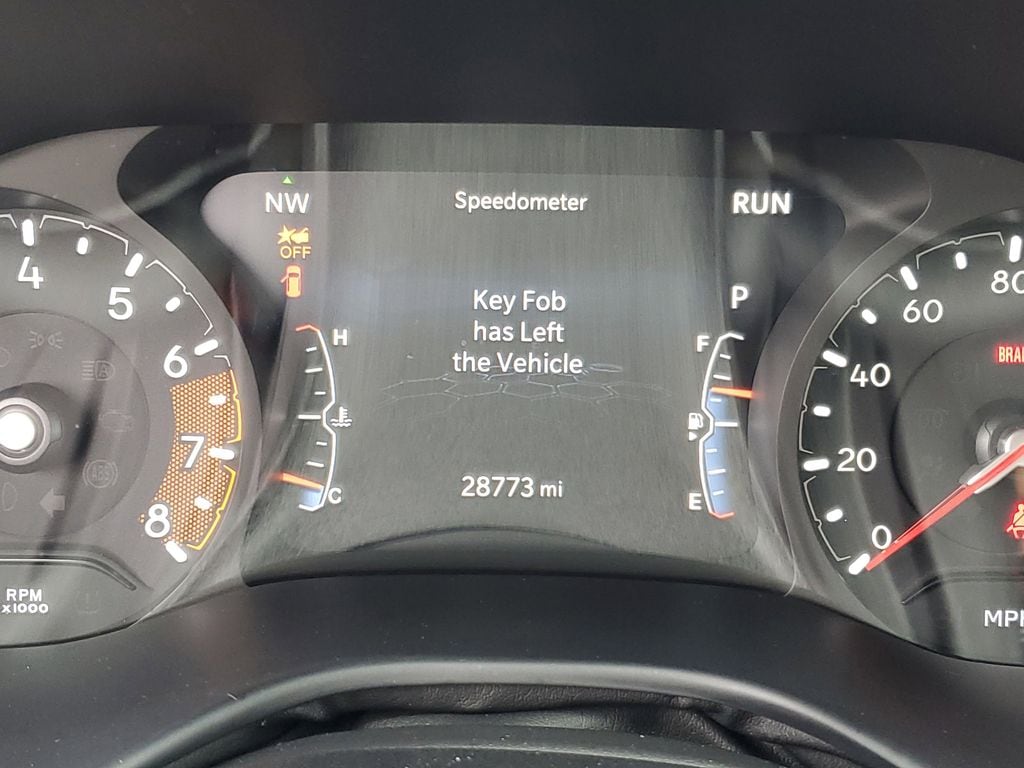 NW
Speedometer
RUN
OFF
Key Fob
has Left
the Vehicle
P
H
C
F
E
28773 mi
4
5
6
7
8
RPM
x1000
ABS
80
60
40
20
0